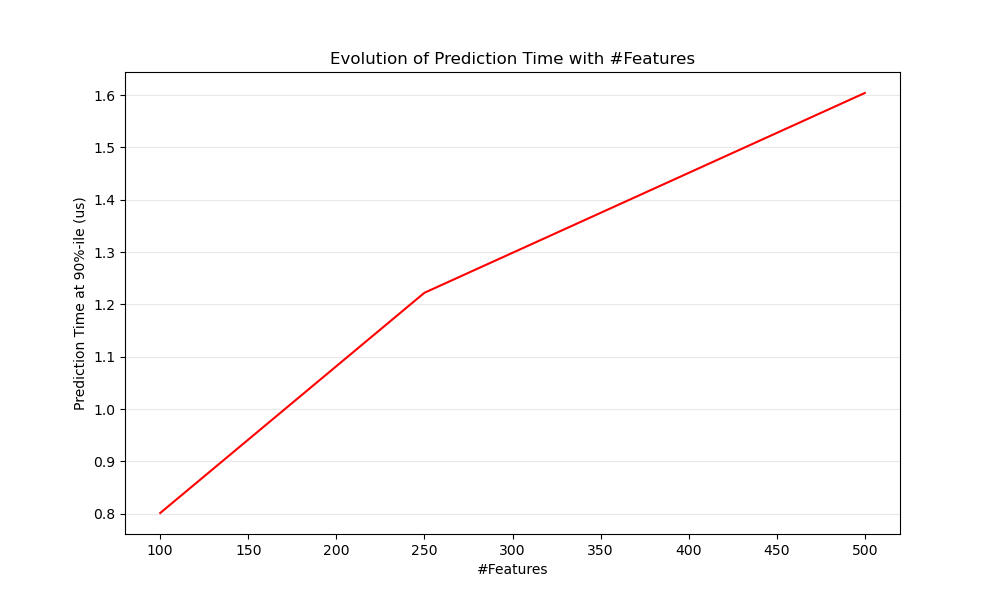 Evolution of Prediction Time with #Features
Prediction Time at 90%-ile (us)
1.6
1.5
1.4
1.3
1.2
1.1
1.0
0.9
0.8
100 150 200 250 300 350 400 450 500
#Features